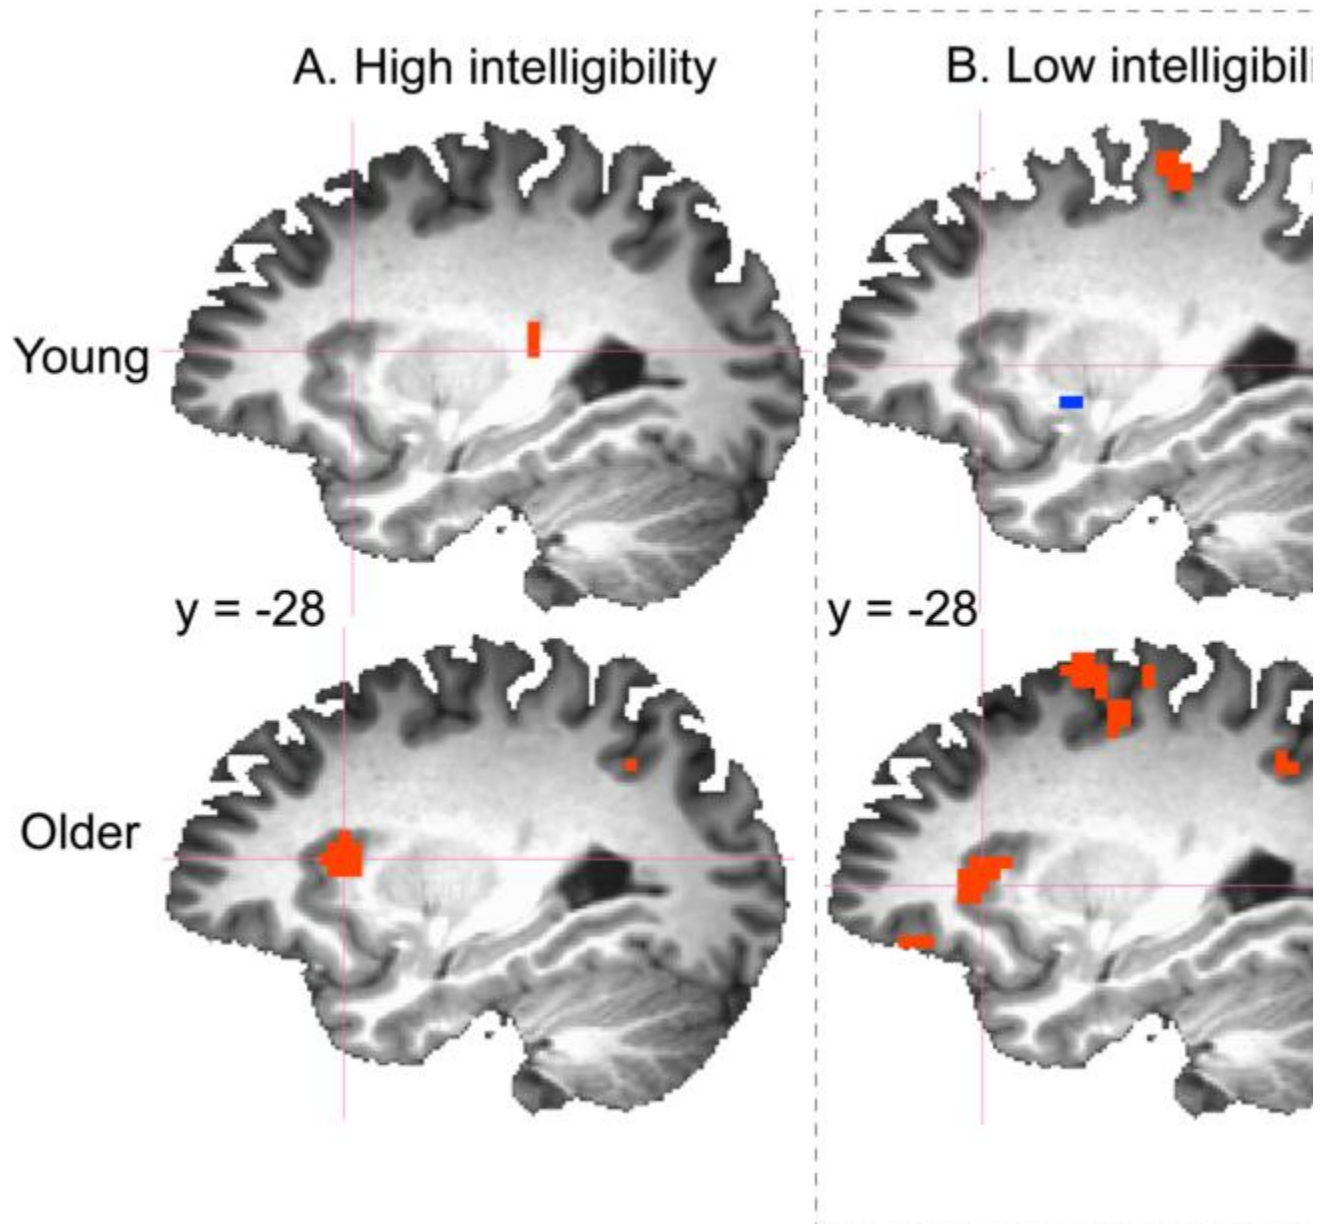 A. High intelligibility
B. Low intelligibili
Young
y = -28
y = -28
Older